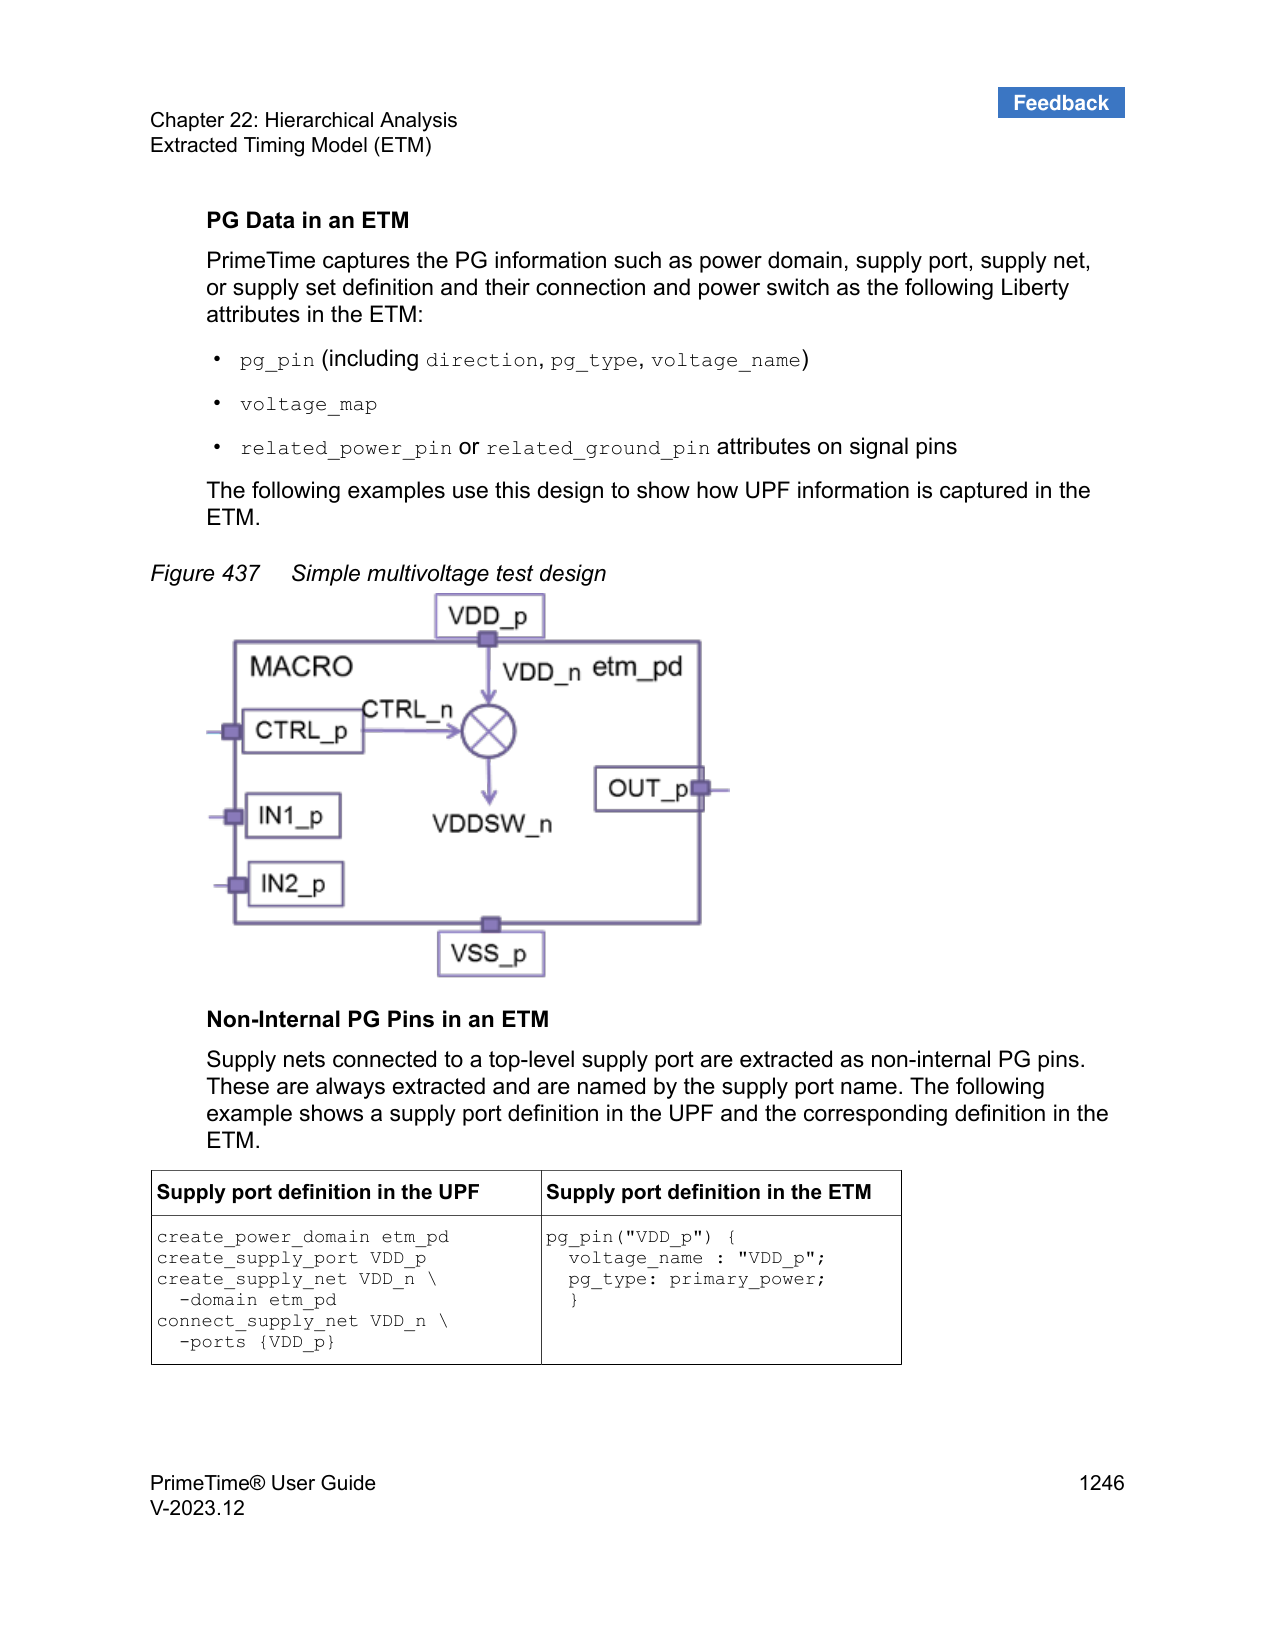 Feedback
Chapter 22: Hierarchical Analysis
Extracted Timing Model (ETM)
PG Data in an ETM
PrimeTime captures the PG information such as power domain, supply port, supply net,
or supply set definition and their connection and power switch as the following Liberty
attributes in the ETM:
• pg_pin (including direction, pg_type, voltage_name)
• voltage_map
• related_power_pin or related_ground_pin attributes on signal pins
The following examples use this design to show how UPF information is captured in the
ETM.
Figure 437 Simple multivoltage test design
VDD_p
MACRO
VDD_n etm_pd
CTRL_n
CTRL_p
OUT_p
IN1_p
VDDSW_n
IN2_p
VSS_p
Non-Internal PG Pins in an ETM
Supply nets connected to a top-level supply port are extracted as non-internal PG pins.
These are always extracted and are named by the supply port name. The following
example shows a supply port definition in the UPF and the corresponding definition in the
ETM.
Supply port definition in the UPF
create_power_domain etm_pd
create_supply_port VDD_p
create_supply_net VDD_n \
-domain etm_pd
connect_supply_net VDD_n \
-ports {VDD_p}
Supply port definition in the ETM
pg_pin("VDD_p") {
voltage_name : "VDD_p";
pg_type: primary_power;
}
PrimeTime® User Guide
V-2023.12
1246